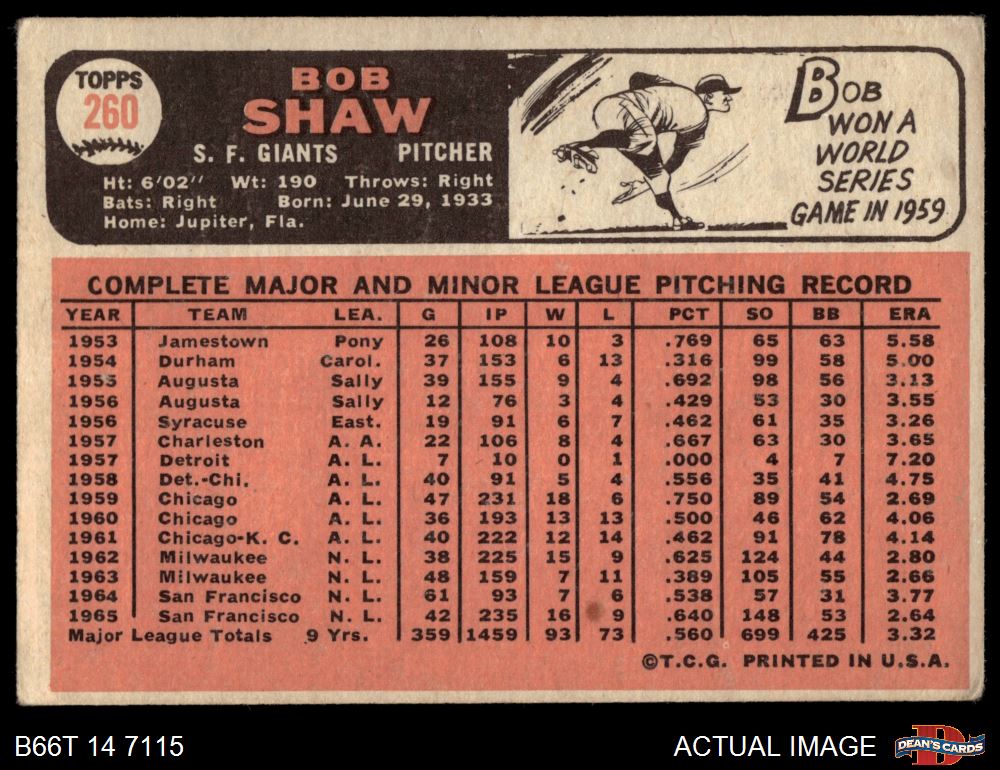 TOPPS
260
BOB
SHAW
S. F. GIANTS PITCHER
Ht: 6'02" Wt: 190 Throws: Right
Bats: Right Born: June 29, 1933
Home: Jupiter, Fla.
BOB
WON A
WORLD
SERIES
GAME IN 1959
COMPLETE MAJOR AND MINOR LEAGUE PITCHING RECORD
YEAR TEAM LEA. G IP W L PCT SO BB ERA
1953 Jamestown Pony 26 108 10 3 .769 65 63 5.58
1954 Durham Carol. 37 153 6 13 .316 99 58 5.00
1955 Augusta Sally 39 155 9 4 .692 98 56 3.13
1956 Augusta Sally 12 76 3 4 .429 53 30 3.55
1956 Syracuse East. 19 91 6 7 .462 61 35 3.26
1957 Charleston A. A. 22 106 8 4 .667 63 30 3.65
1957 Detroit A. L. 7 10 0 1 .000 4 7 7.20
1958 Det.-Chi. A. L. 40 91 5 4 .556 35 41 4.75
1959 Chicago A. L. 47 231 18 6 .750 89 54 2.69
1960 Chicago A. L. 36 193 13 13 .500 46 62 4.06
1961 Chicago-K. C. A. L. 40 222 12 14 .462 91 78 4.14
1962 Milwaukee N. L. 38 225 15 9 .625 124 44 2.80
1963 Milwaukee N. L. 48 159 7 11 .389 105 55 2.66
1964 San Francisco N. L. 61 93 7 6 .538 57 31 3.77
1965 San Francisco N. L. 42 235 16 9 .640 148 53 2.64
Major League Totals 9 Yrs. 359 1459 93 73 .560 699 425 3.32
©T.C.G. PRINTED IN U.S.A.
B66T 14 7115
ACTUAL IMAGE
DEAN'S CARDS